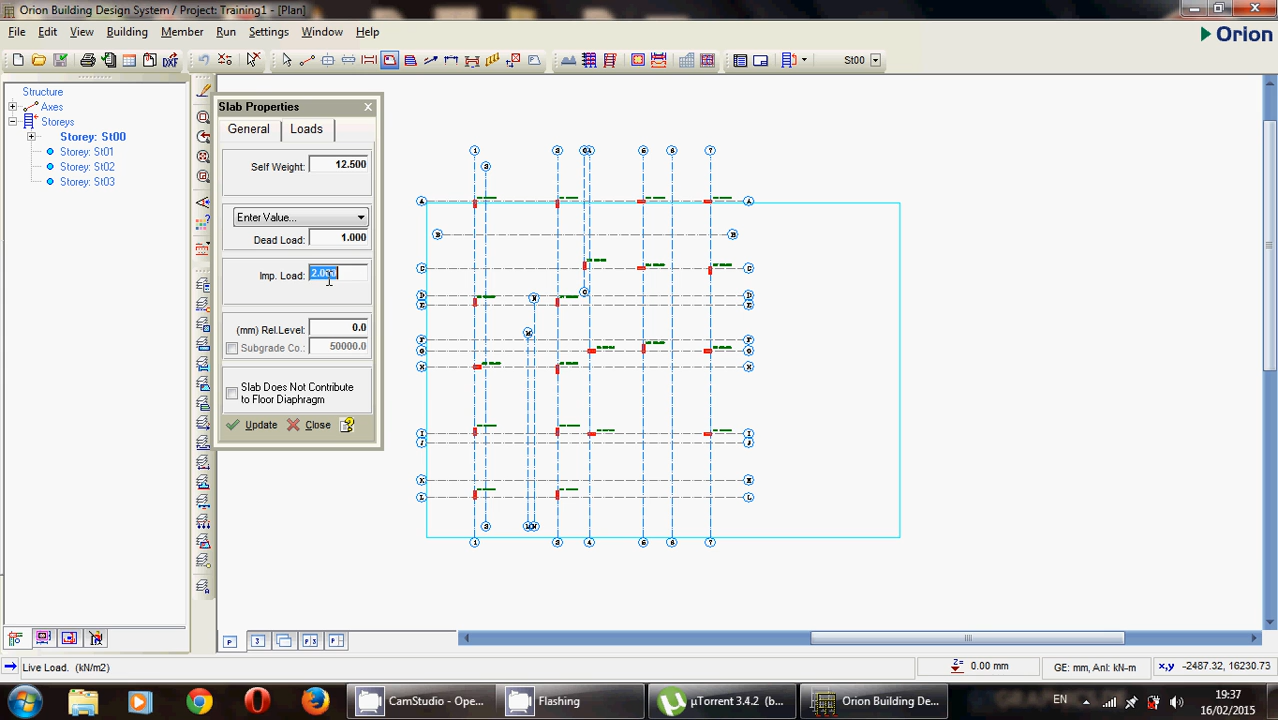 Orion Building Design System / Project: Training1 - [Plan]
File Edit View Building Member Run Settings Window Help
Orion
DXF
St00
Structure
Axes
Storeys
Storey: St00
Storey: St01
Storey: St02
Storey: St03
Slab Properties
General Loads
Self Weight: 12.500
Enter Value...
Dead Load: 1.000
Imp. Load:
(mm) Rel.Level: 0.0
Subgrade Co.: 50000.0
Slab Does Not Contribute
to Floor Diaphragm
Update Close
Live Load. (kN/m2)
Z= 0.00 mm
GE: mm, Anl: kN-m
x,y -2487.32, 16230.73
CamStudio - Ope...
Flashing
µTorrent 3.4.2 (b...
Orion Building De...
EN
19:37
16/02/2015